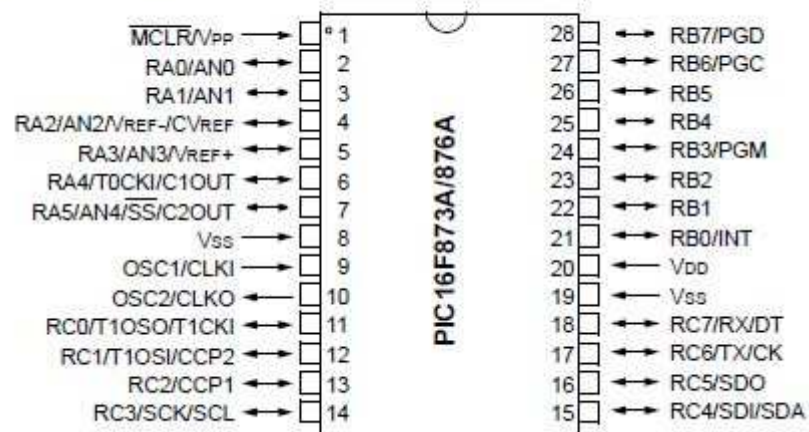 MCLR/VPP 1 28 RB7/PGD
RA0/AN0 2 27 RB6/PGC
RA1/AN1 3 26 RB5
RA2/AN2/VREF-/CVREF 4 25 RB4
RA3/AN3/VREF+ 5 24 RB3/PGM
RA4/T0CKI/C1OUT 6 23 RB2
RA5/AN4/SS/C2OUT 7 22 RB1
VSS 8 21 RB0/INT
OSC1/CLKI 9 20 VDD
OSC2/CLKO 10 19 VSS
RC0/T1OSO/T1CKI 11 18 RC7/RX/DT
RC1/T1OSI/CCP2 12 17 RC6/TX/CK
RC2/CCP1 13 16 RC5/SDO
RC3/SCK/SCL 14 15 RC4/SDI/SDA
PIC16F873A/876A